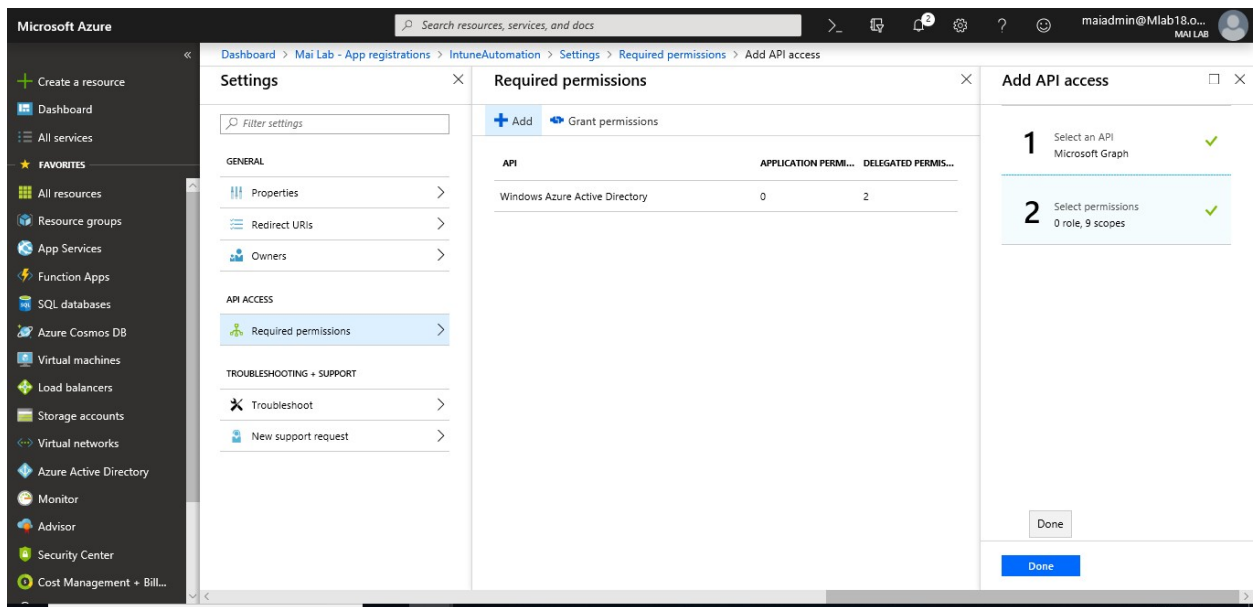 Microsoft Azure
Search resources, services, and docs
2
maiadmin@Mlab18.o...
MAI LAB
Dashboard > Mai Lab - App registrations > IntuneAutomation > Settings > Required permissions > Add API access
Create a resource
Dashboard
All services
FAVORITES
All resources
Resource groups
App Services
Function Apps
SQL databases
Azure Cosmos DB
Virtual machines
Load balancers
Storage accounts
Virtual networks
Azure Active Directory
Monitor
Advisor
Security Center
Cost Management + Bill...
Settings
Filter settings
GENERAL
Properties
Redirect URIs
Owners
API ACCESS
Required permissions
TROUBLESHOOTING + SUPPORT
Troubleshoot
New support request
Required permissions
Add Grant permissions
API APPLICATION PERMI... DELEGATED PERMIS...
Windows Azure Active Directory 0 2
Add API access
1 Select an API
Microsoft Graph
2 Select permissions
0 role, 9 scopes
Done
Done